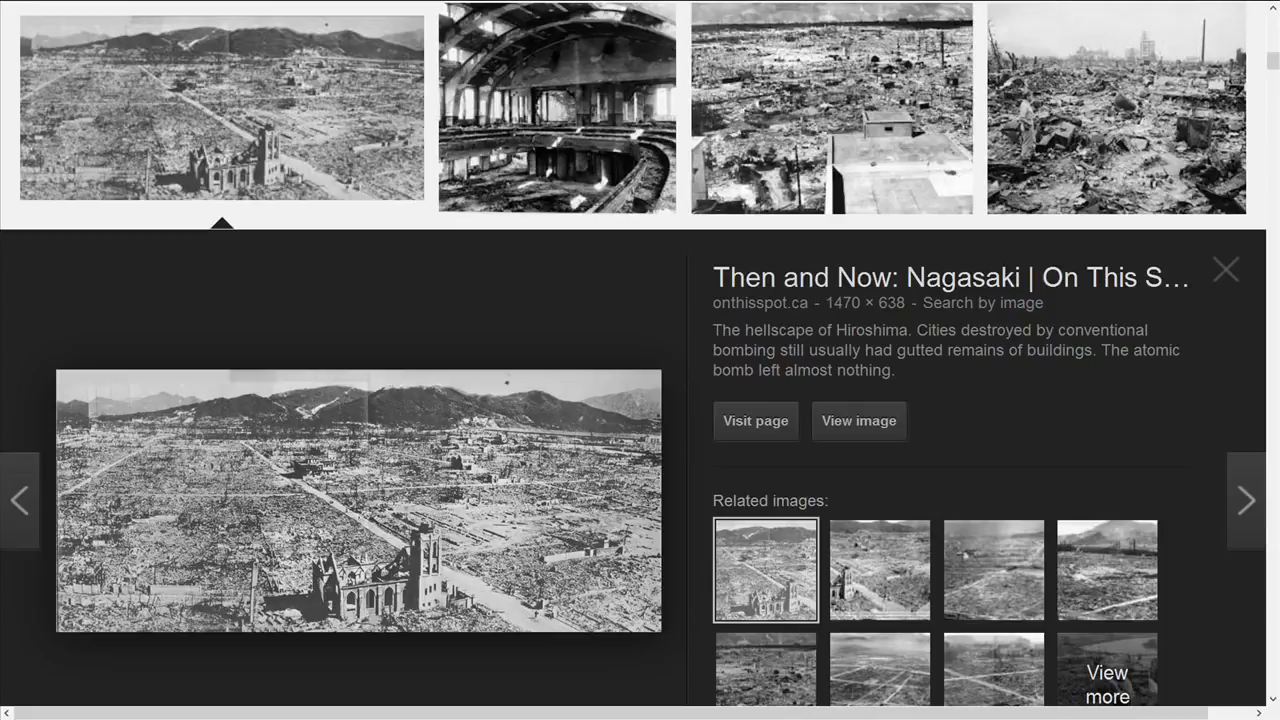 Then and Now: Nagasaki | On This S...
onthisspot.ca - 1470 × 638 - Search by image
The hellscape of Hiroshima. Cities destroyed by conventional
bombing still usually had gutted remains of buildings. The atomic
bomb left almost nothing.
Visit page
View image
Related images:
View
more